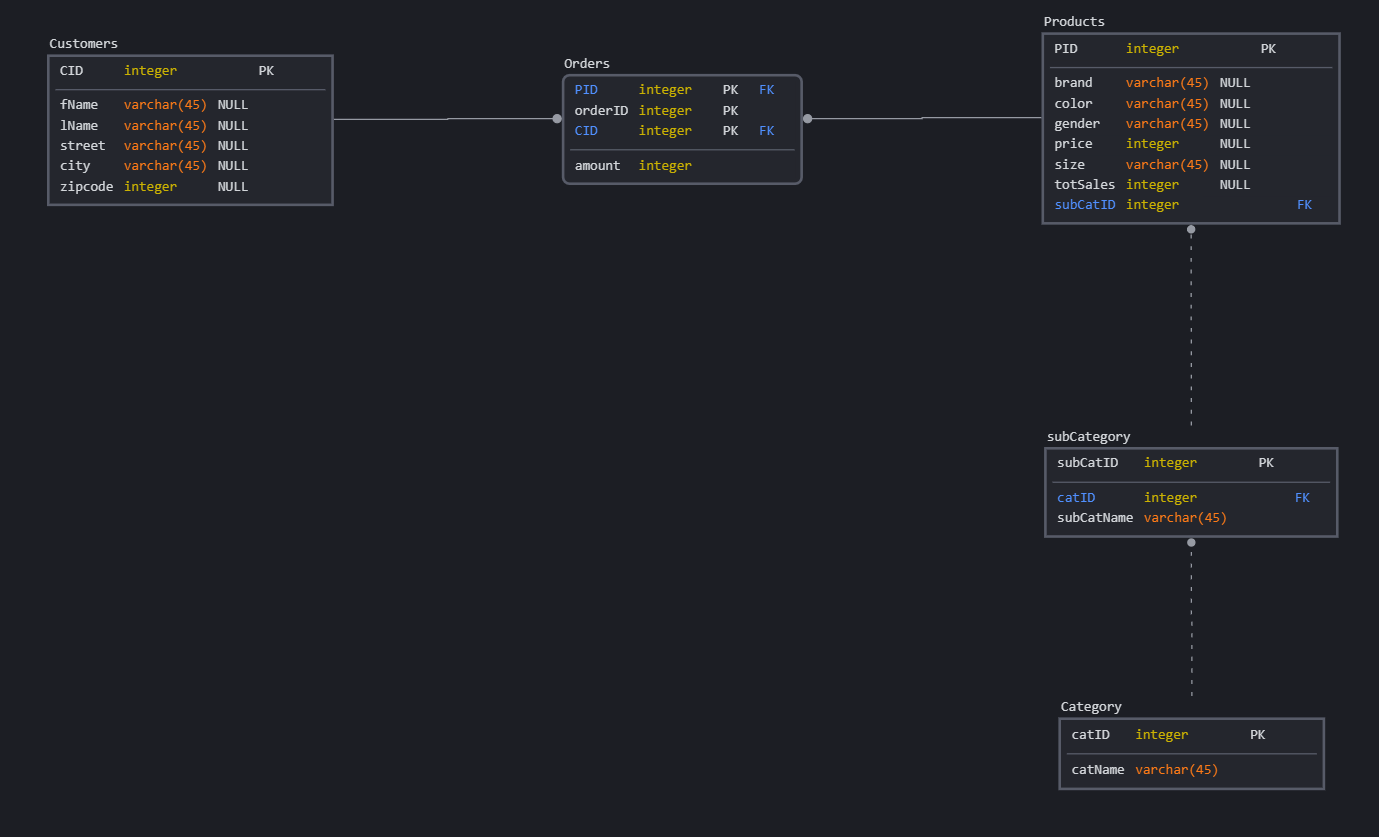 Customers
CID integer PK
fName varchar(45) NULL
lName varchar(45) NULL
street varchar(45) NULL
city varchar(45) NULL
zipcode integer NULL
Orders
PID integer PK FK
orderID integer PK
CID integer PK FK
amount integer
Products
PID integer PK
brand varchar(45) NULL
color varchar(45) NULL
gender varchar(45) NULL
price integer NULL
size varchar(45) NULL
totSales integer NULL
subCatID integer FK
subCategory
subCatID integer PK
catID integer FK
subCatName varchar(45)
Category
catID integer PK
catName varchar(45)